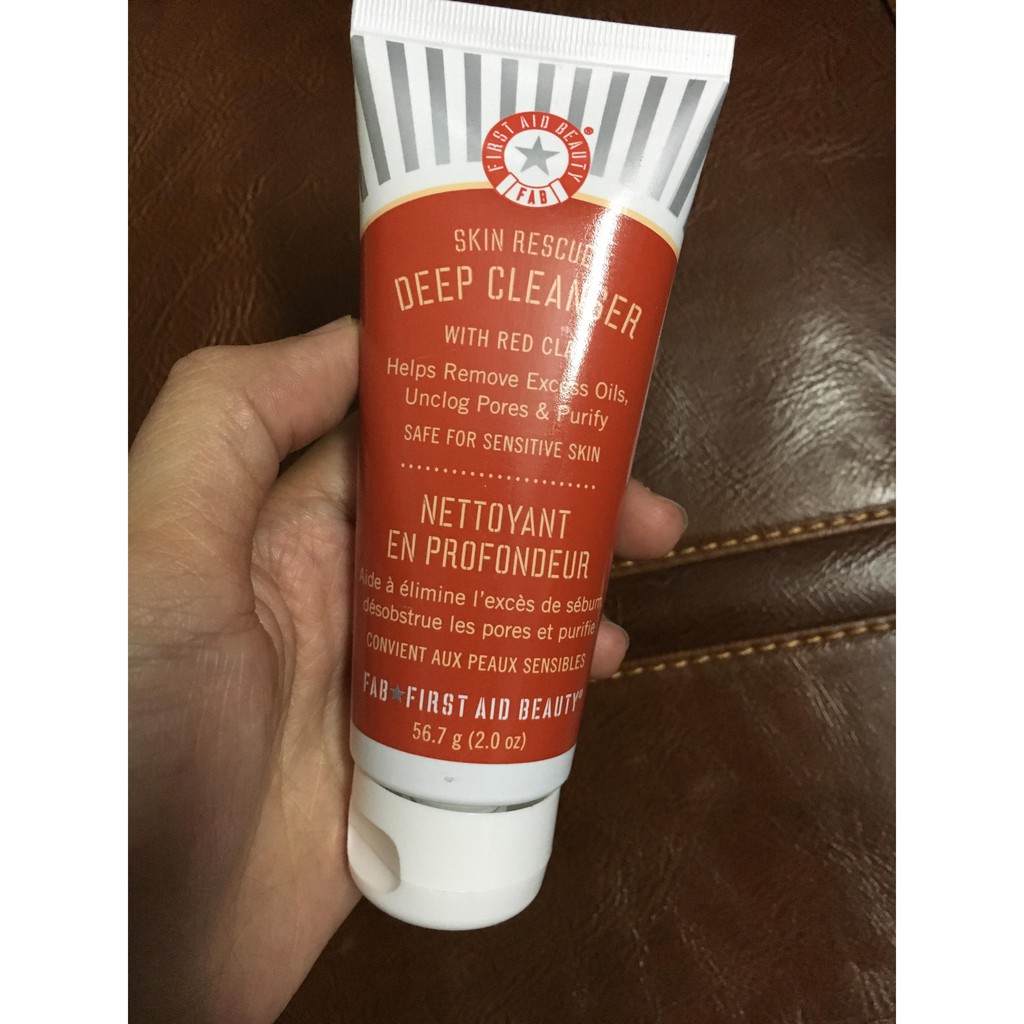 FIRST AID BEAUTY®
FAB
SKIN RESCUE
DEEP CLEANSER
WITH RED CLAY
Helps Remove Excess Oils,
Unclog Pores & Purify
SAFE FOR SENSITIVE SKIN
NETTOYANT
EN PROFONDEUR
Aide à élimine l'excès de sébum
désobstrue les pores et purifie
CONVIENT AUX PEAUX SENSIBLES
FAB★FIRST AID BEAUTY®
56.7 g (2.0 oz)